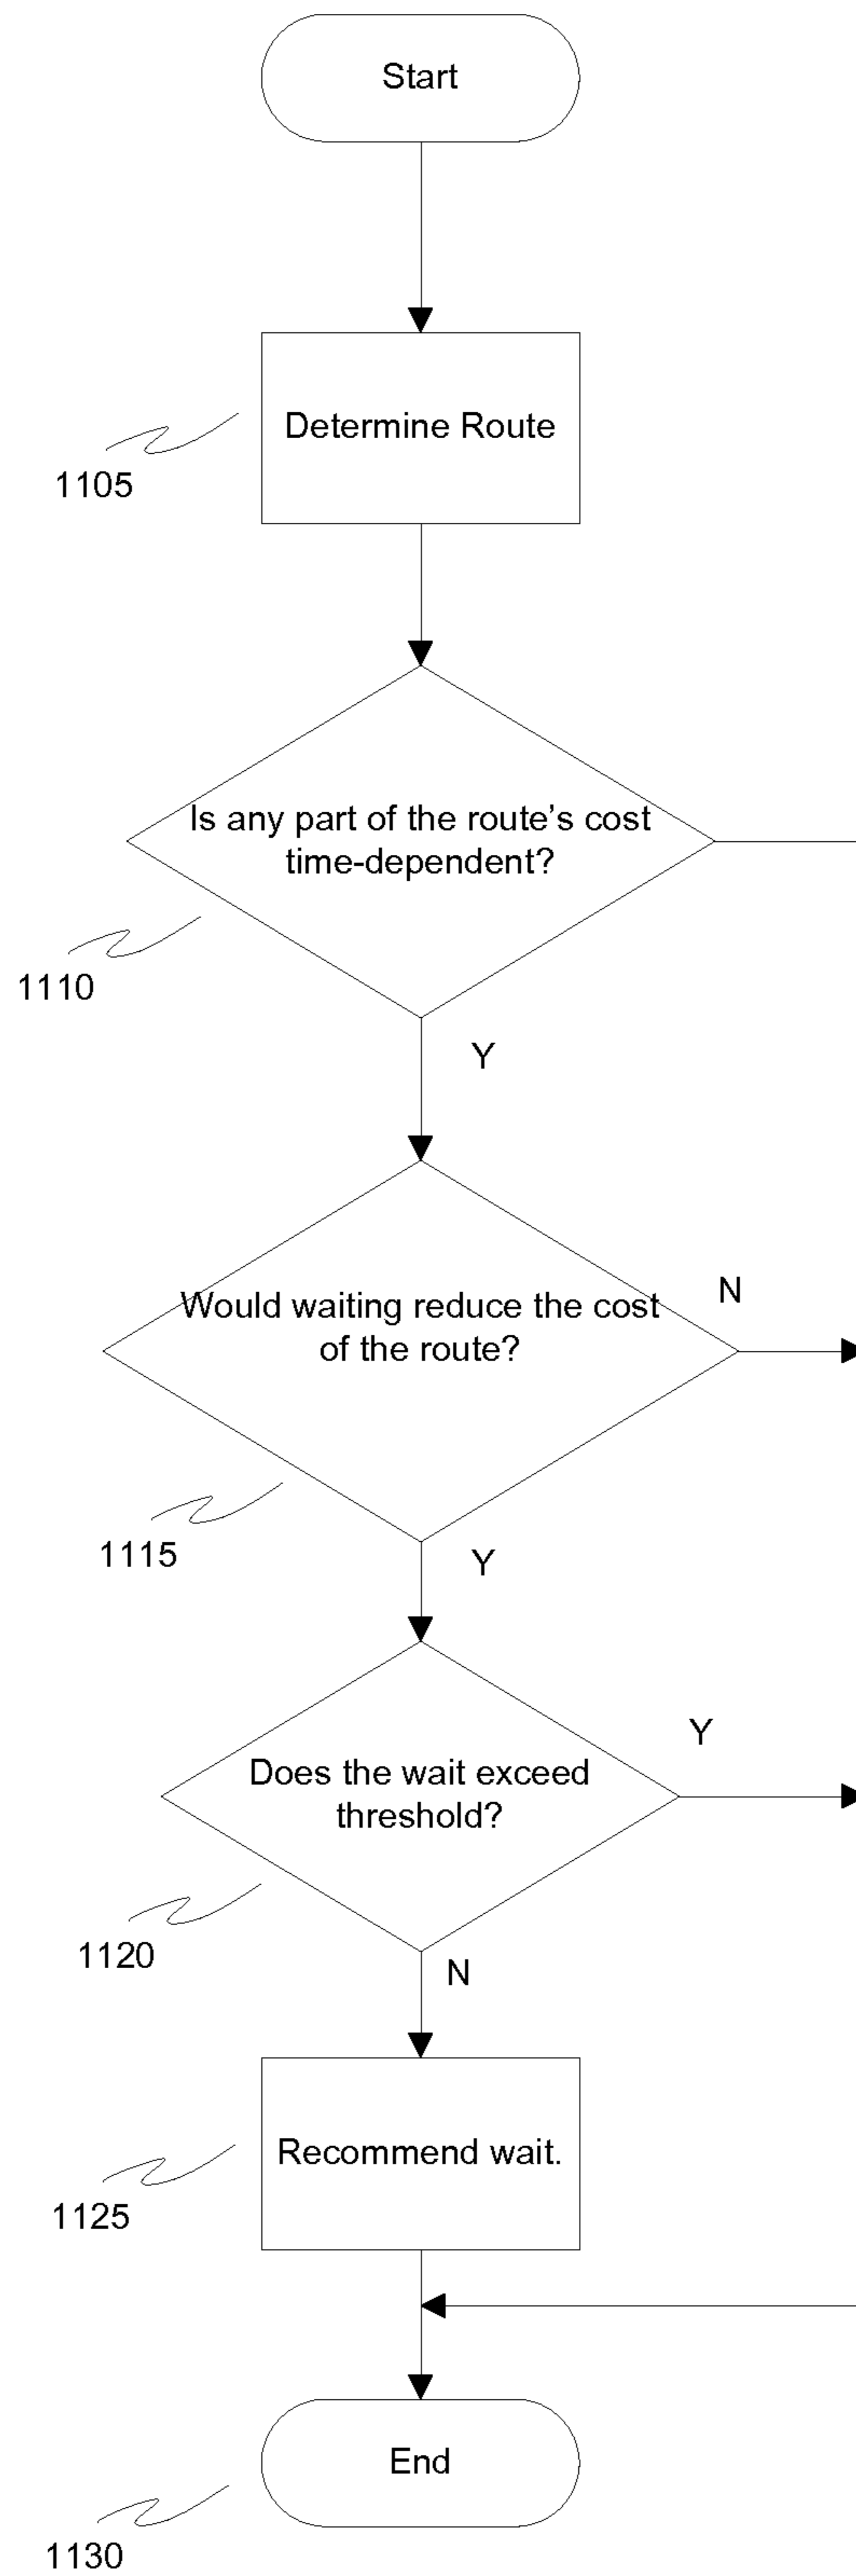 Start
Determine Route
1105
Is any part of the route's cost
time-dependent?
1110
Y
Would waiting reduce the cost
of the route?
N
1115
Y
Does the wait exceed
threshold?
Y
1120
N
Recommend wait.
1125
End
1130